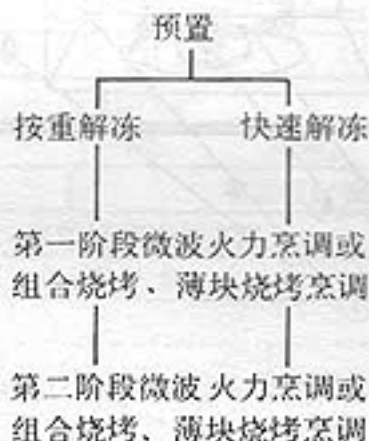 预置
按重解冻 快速解冻
第一阶段微波火力烹调或
组合烧烤、薄块烧烤烹调
第二阶段微波火力烹调或
组合烧烤、薄块烧烤烹调